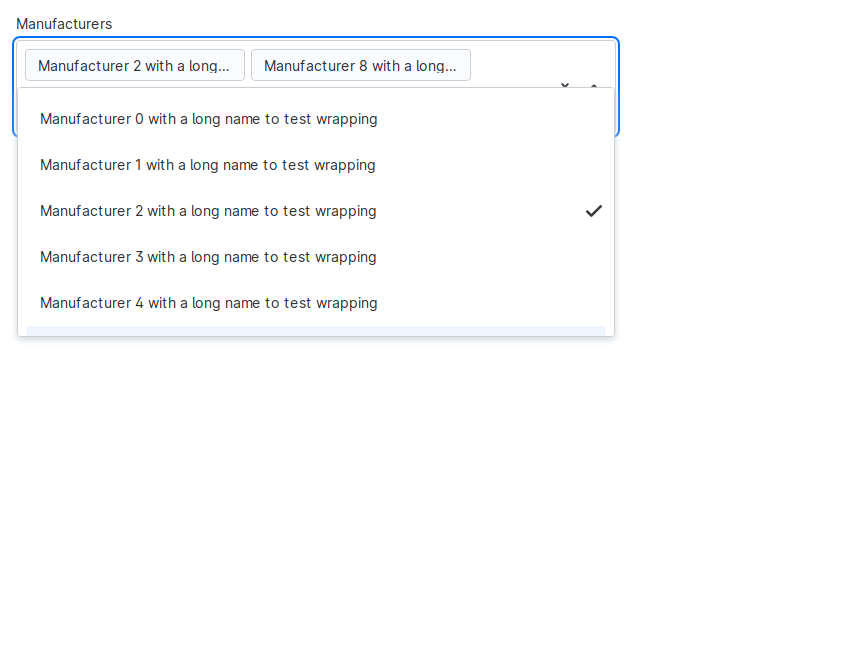 Manufacturers
Manufacturer 2 with a long... Manufacturer 8 with a long...
Manufacturer 0 with a long name to test wrapping
Manufacturer 1 with a long name to test wrapping
Manufacturer 2 with a long name to test wrapping
Manufacturer 3 with a long name to test wrapping
Manufacturer 4 with a long name to test wrapping